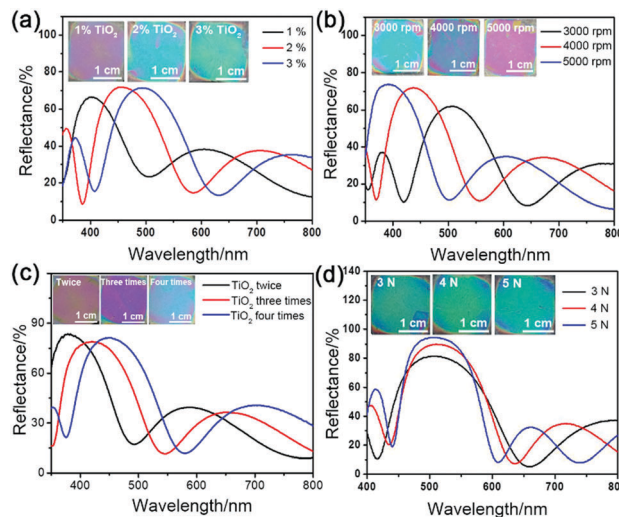 (a)
1% TiO₂ 2% TiO₂ 3% TiO₂
1 cm 1 cm 1 cm
1 %
2 %
3 %
Reflectance/%
100
80
60
40
20
0
400 500 600 700 800
Wavelength/nm
(b)
3000 rpm 4000 rpm 5000 rpm
1 cm 1 cm 1 cm
3000 rpm
4000 rpm
5000 rpm
Reflectance/%
100
80
60
40
20
0
400 500 600 700 800
Wavelength/nm
(c)
Twice Three times Four times
1 cm 1 cm 1 cm
TiO₂ twice
TiO₂ three times
TiO₂ four times
Reflectance/%
120
90
60
30
0
400 500 600 700 800
Wavelength/nm
(d)
3 N 4 N 5 N
1 cm 1 cm 1 cm
3 N
4 N
5 N
Reflectance/%
140
120
100
80
60
40
20
0
400 500 600 700 800
Wavelength/nm